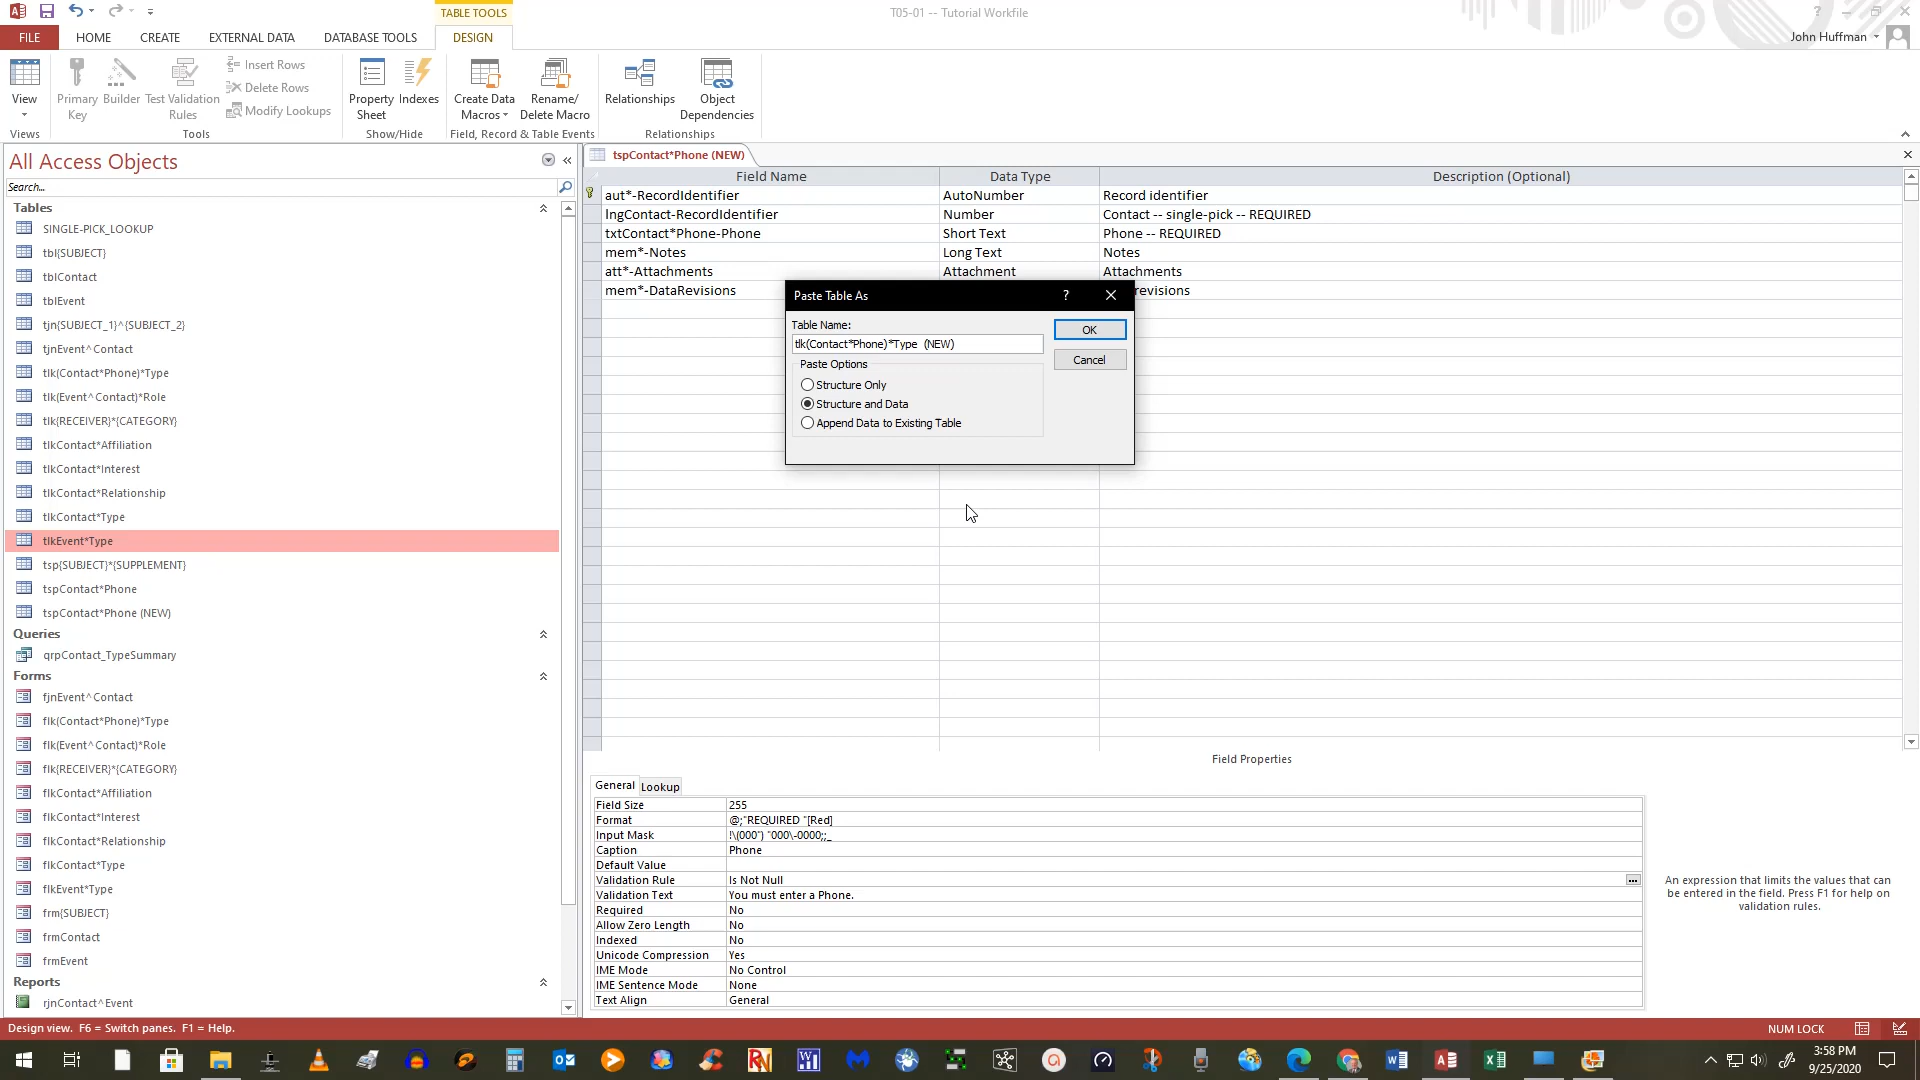 TABLE TOOLS
T05-01 -- Tutorial Workfile
?
FILE
HOME
CREATE
EXTERNAL DATA
DATABASE TOOLS
DESIGN
John Huffman
View
Primary
Key
Builder
Test Validation
Rules
Insert Rows
Delete Rows
Modify Lookups
Property
Sheet
Indexes
Create Data
Macros
Rename/
Delete Macro
Relationships
Object
Dependencies
Views
Tools
Show/Hide
Field, Record & Table Events
Relationships
All Access Objects
Search...
Tables
SINGLE-PICK_LOOKUP
tbl{SUBJECT}
tblContact
tblEvent
tjn{SUBJECT_1}^{SUBJECT_2}
tjnEvent^Contact
tlk(Contact*Phone)*Type
tlk(Event^Contact)*Role
tlk{RECEIVER}*{CATEGORY}
tlkContact*Affiliation
tlkContact*Interest
tlkContact*Relationship
tlkContact*Type
tlkEvent*Type
tsp{SUBJECT}*{SUPPLEMENT}
tspContact*Phone
tspContact*Phone (NEW)
Queries
qrpContact_TypeSummary
Forms
fjnEvent^Contact
flk(Contact*Phone)*Type
flk(Event^Contact)*Role
flk{RECEIVER}*{CATEGORY}
flkContact*Affiliation
flkContact*Interest
flkContact*Relationship
flkContact*Type
flkEvent*Type
frm{SUBJECT}
frmContact
frmEvent
Reports
rjnContact^Event
tspContact*Phone (NEW)
Field Name Data Type Description (Optional)
aut*-RecordIdentifier AutoNumber Record identifier
lngContact-RecordIdentifier Number Contact -- single-pick -- REQUIRED
txtContact*Phone-Phone Short Text Phone -- REQUIRED
mem*-Notes Long Text Notes
att*-Attachments Attachment Attachments
mem*-DataRevisions revisions
Paste Table As ?
Table Name:
tlk(Contact*Phone)*Type  (NEW)
OK
Cancel
Paste Options
Structure Only
Structure and Data
Append Data to Existing Table
Field Properties
General Lookup
Field Size 255
Format @;"REQUIRED "[Red]
Input Mask !\(000") "000\-0000;;_
Caption Phone
Default Value
Validation Rule Is Not Null ...
Validation Text You must enter a Phone.
Required No
Allow Zero Length No
Indexed No
Unicode Compression Yes
IME Mode No Control
IME Sentence Mode None
Text Align General
An expression that limits the values that can
be entered in the field. Press F1 for help on
validation rules.
Design view.  F6 = Switch panes.  F1 = Help.
NUM LOCK
3:58 PM
9/25/2020